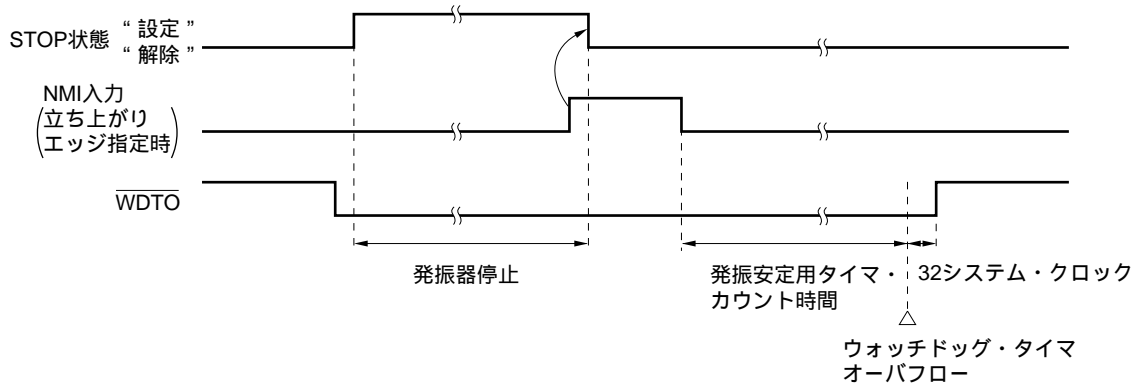 STOP状態 “ 設定 ”
“ 解除 ”
NMI入力
(立ち上がり
エッジ指定時)
WDTO
発振器停止
発振安定用タイマ・
カウント時間
32システム・クロック
ウォッチドッグ・タイマ
オーバフロー